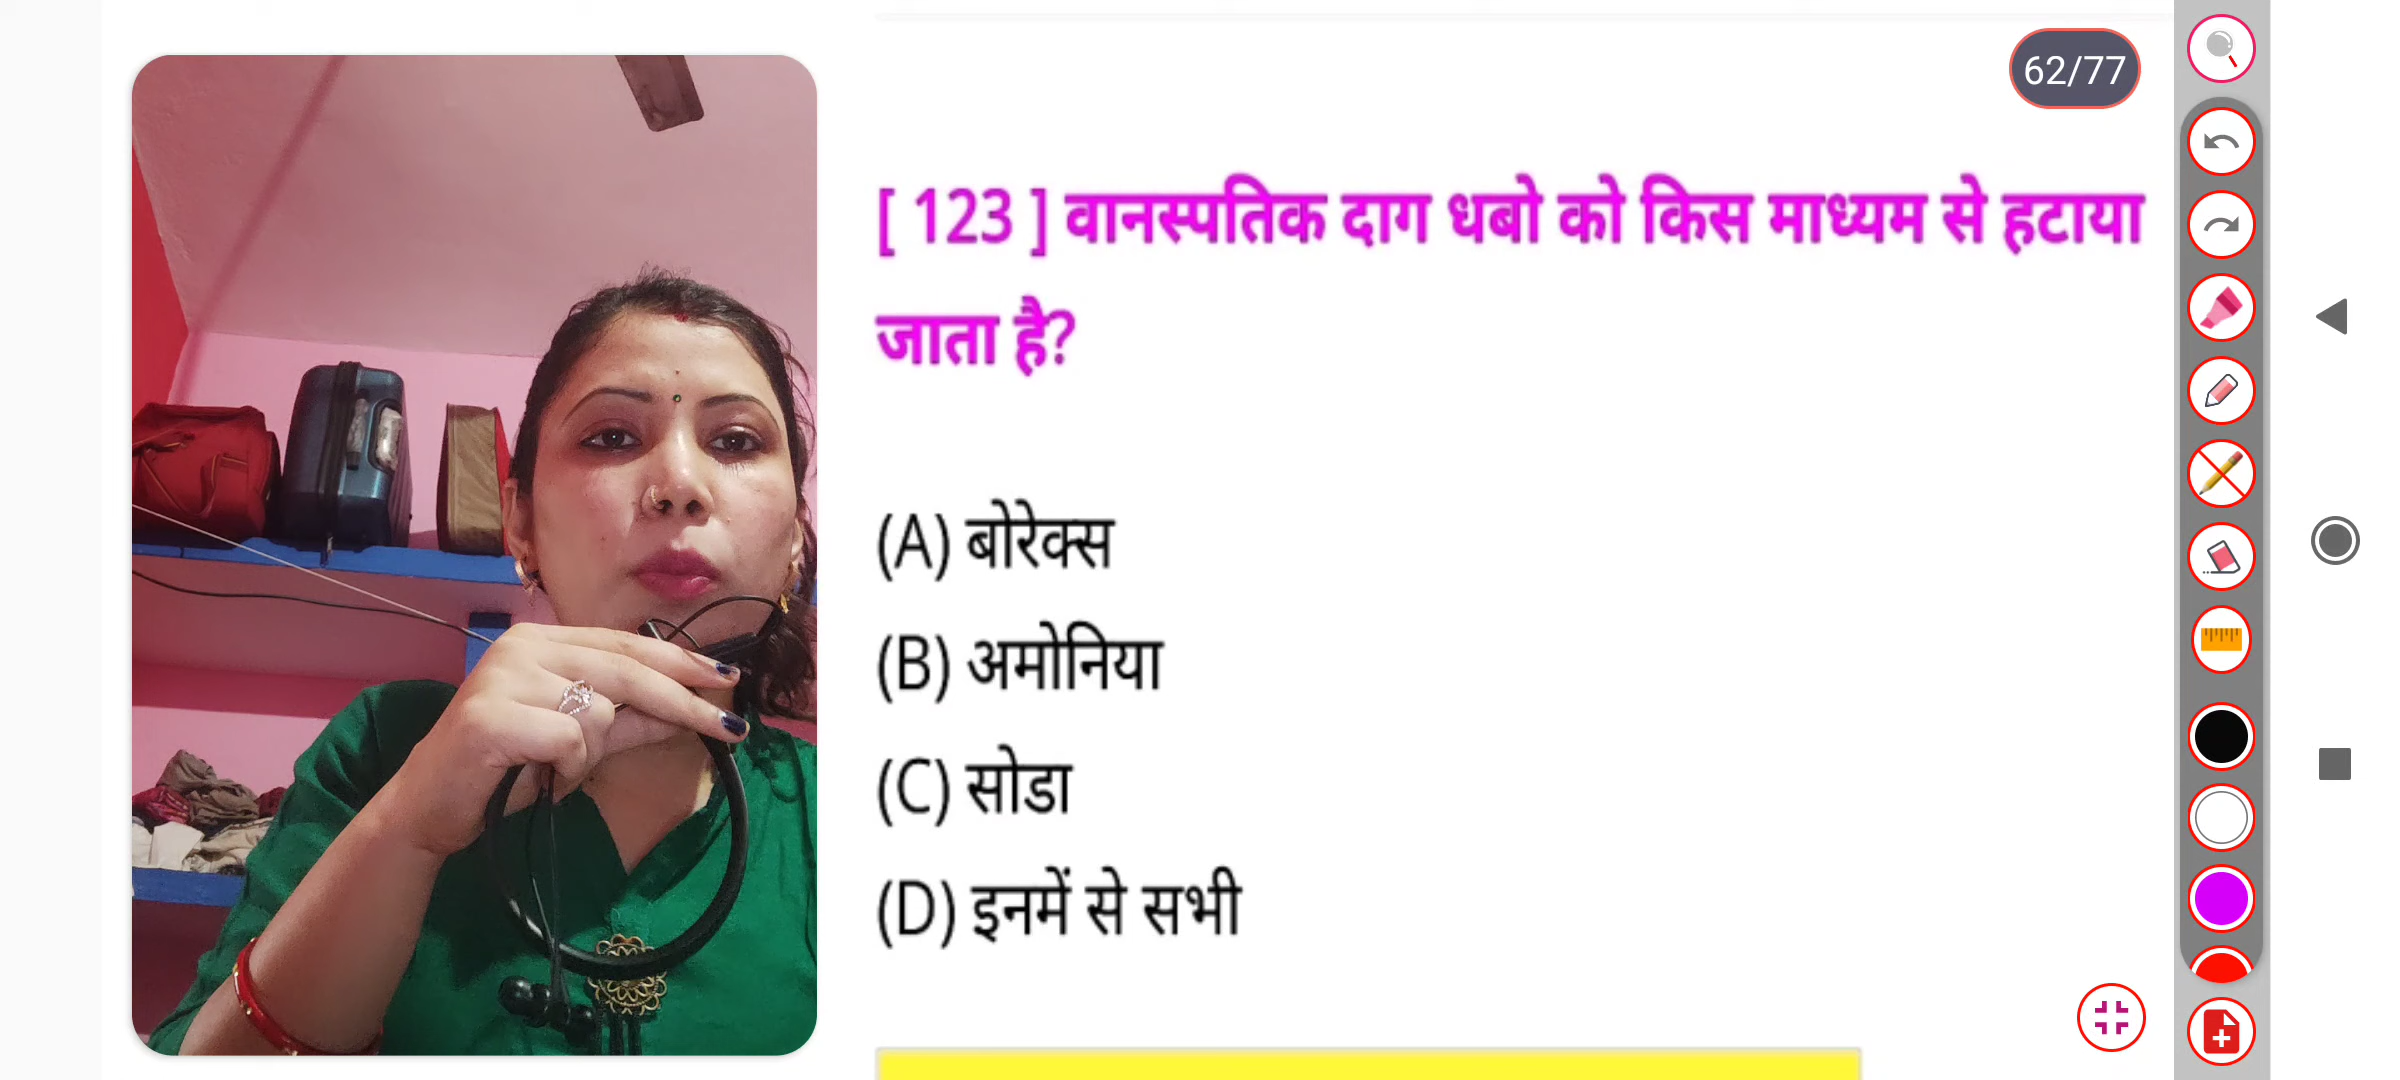 62/77
[ 123 ] वानस्पतिक दाग धबो को किस माध्यम से हटाया
जाता है?
(A) बोरेक्स
(B) अमोनिया
(C) सोडा
(D) इनमें से सभी